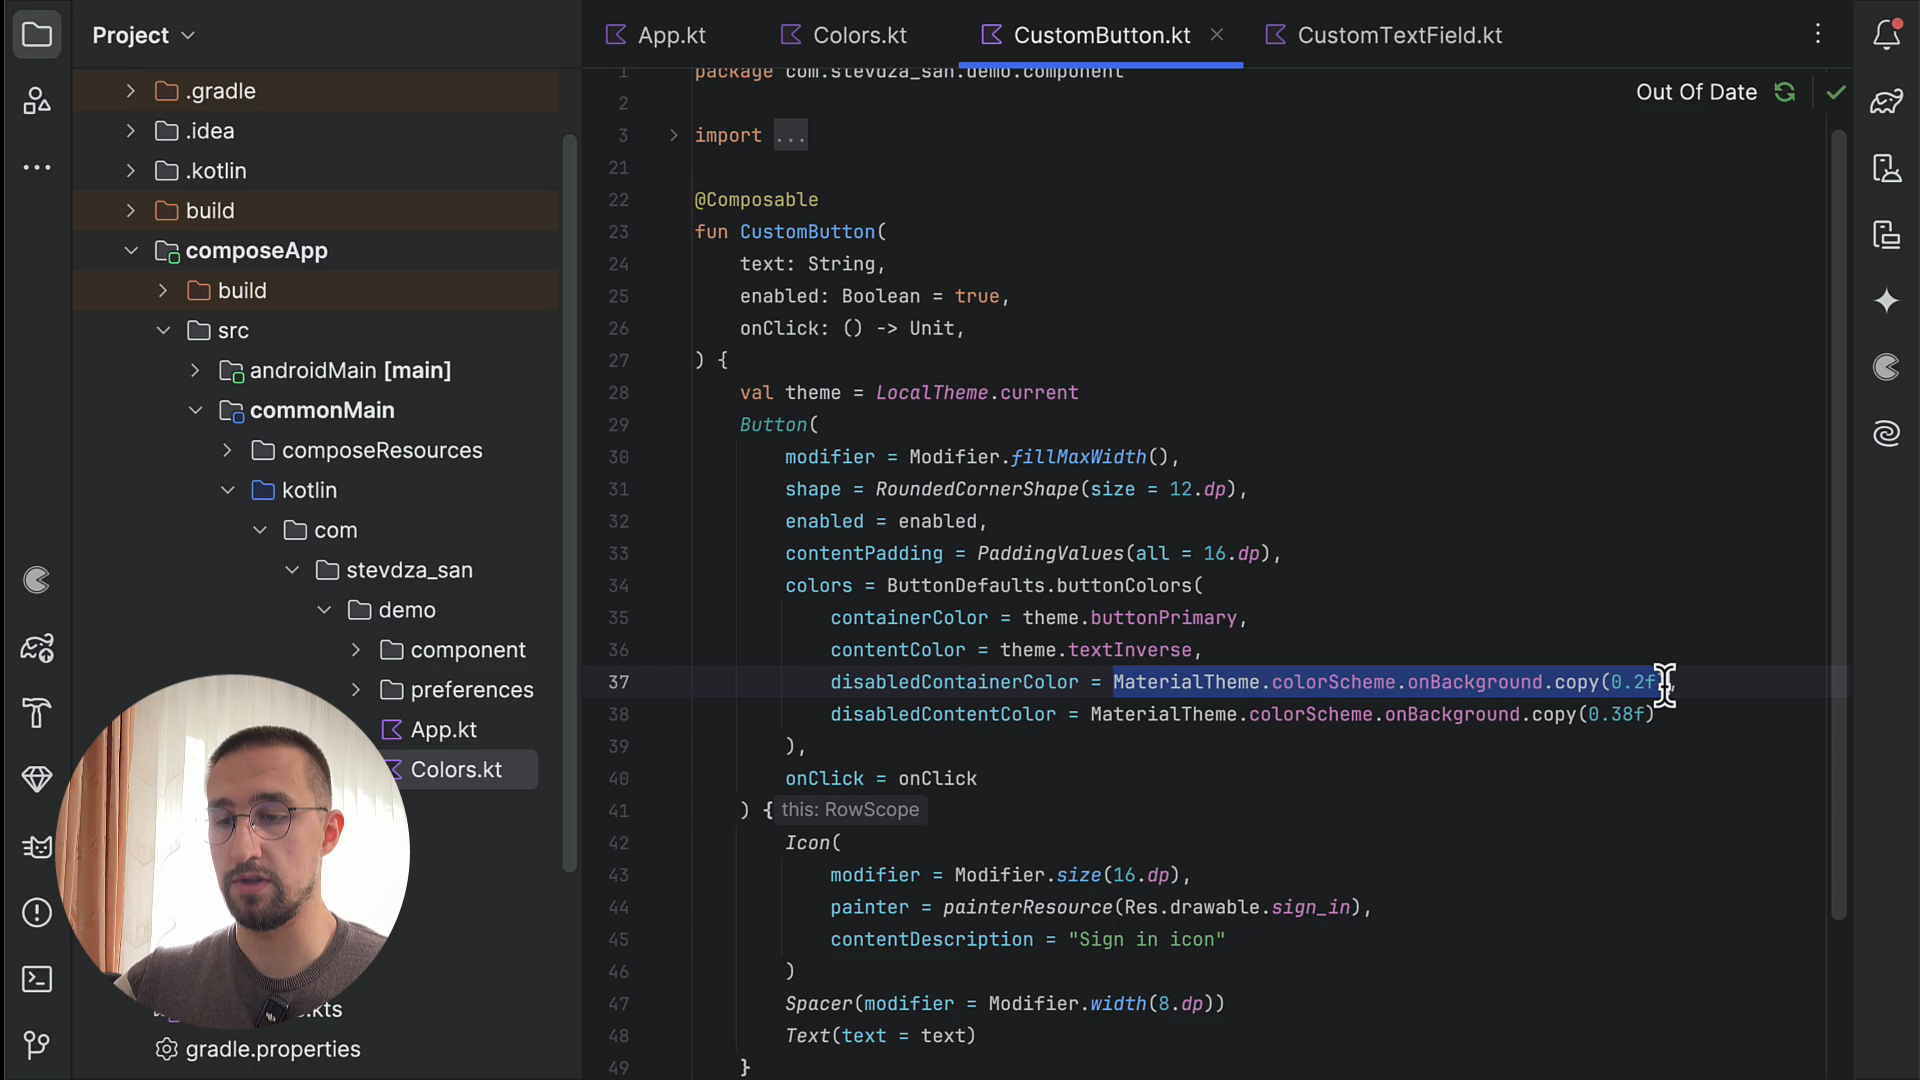 Project
App.kt
Colors.kt
CustomButton.kt
CustomTextField.kt
.gradle
.idea
.kotlin
build
composeApp
build
src
androidMain [main]
commonMain
composeResources
kotlin
com
stevdza_san
demo
component
preferences
App.kt
Colors.kt
.kts
gradle.properties
Out Of Date
1 package com.stevdza_san.demo.component
2
3 import ...
21
22 @Composable
23 fun CustomButton(
24 text: String,
25 enabled: Boolean = true,
26 onClick: () -> Unit,
27 ) {
28 val theme = LocalTheme.current
29 Button(
30 modifier = Modifier.fillMaxWidth(),
31 shape = RoundedCornerShape(size = 12.dp),
32 enabled = enabled,
33 contentPadding = PaddingValues(all = 16.dp),
34 colors = ButtonDefaults.buttonColors(
35 containerColor = theme.buttonPrimary,
36 contentColor = theme.textInverse,
37 disabledContainerColor = MaterialTheme.colorScheme.onBackground.copy(0.2f),
38 disabledContentColor = MaterialTheme.colorScheme.onBackground.copy(0.38f)
39 ),
40 onClick = onClick
41 ) { this: RowScope
42 Icon(
43 modifier = Modifier.size(16.dp),
44 painter = painterResource(Res.drawable.sign_in),
45 contentDescription = "Sign in icon"
46 )
47 Spacer(modifier = Modifier.width(8.dp))
48 Text(text = text)
49 }